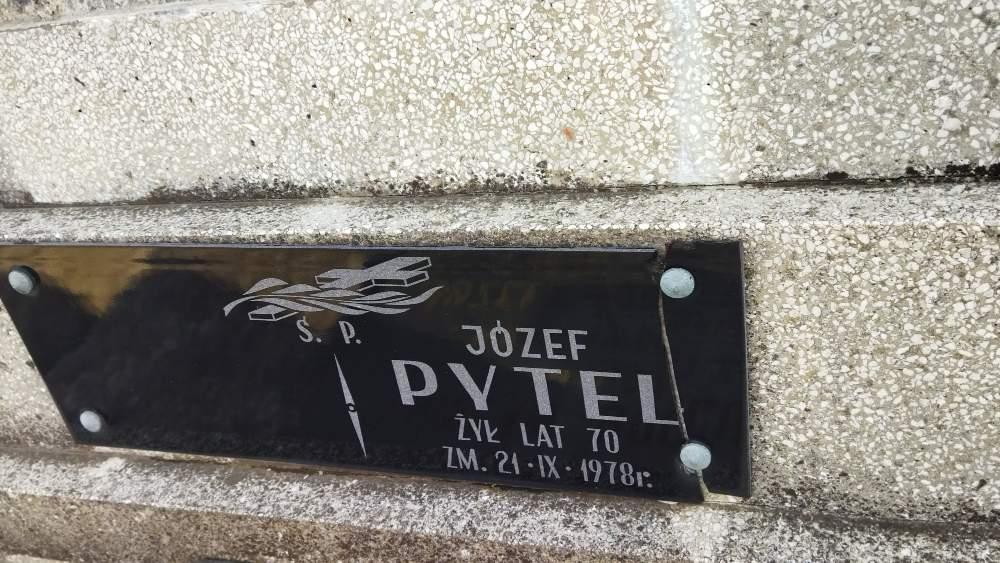 Ś. P.
JÓZEF
PYTEL
ŻYŁ LAT 70
ZM. 21·IX·1978r.